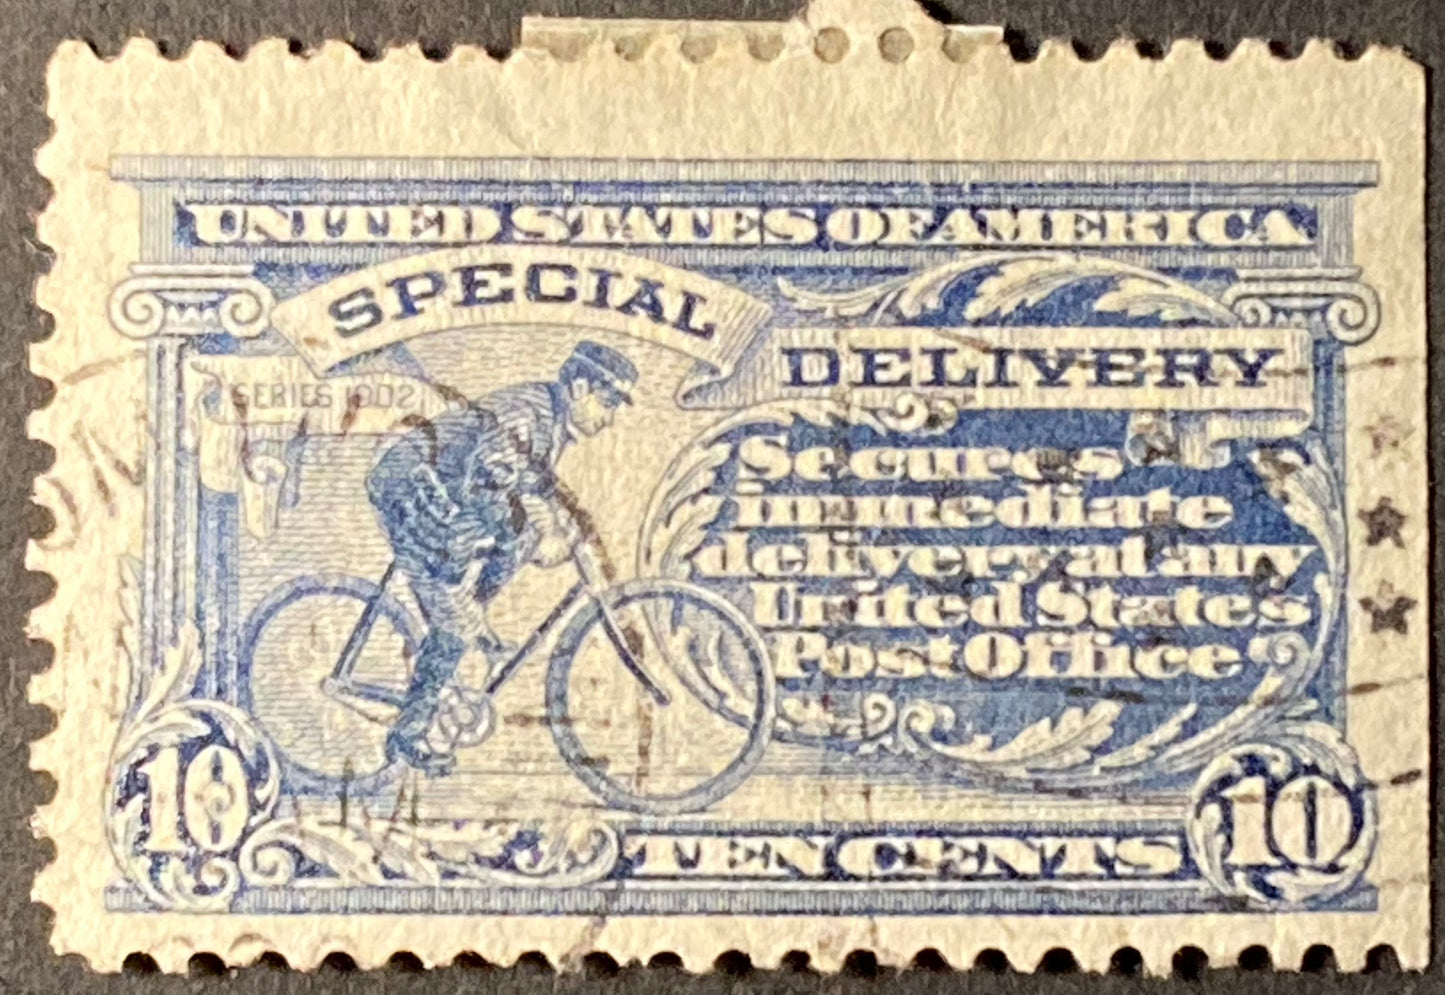 UNITED STATES OF AMERICA
SPECIAL
DELIVERY
SERIES 1902
Secures
immediate
delivery at any
United States
Post Office
10
TEN CENTS
10